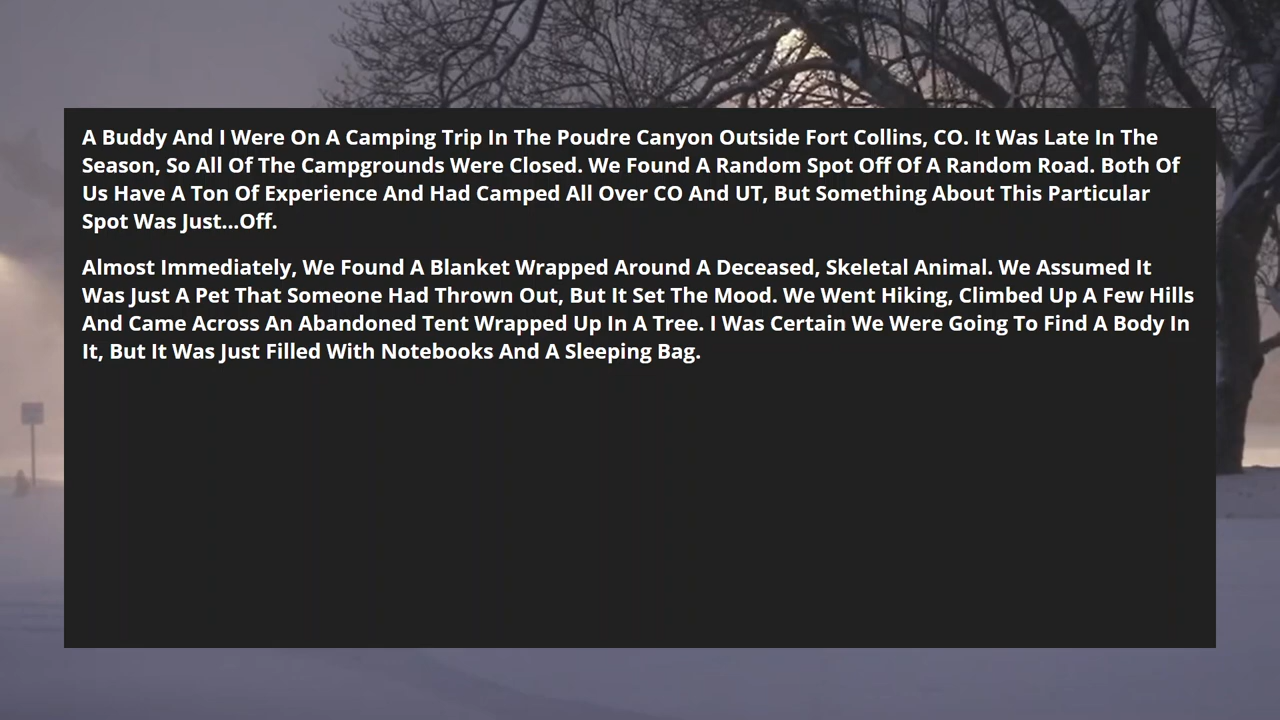 A Buddy And I Were On A Camping Trip In The Poudre Canyon Outside Fort Collins, CO. It Was Late In The
Season, So All Of The Campgrounds Were Closed. We Found A Random Spot Off Of A Random Road. Both Of
Us Have A Ton Of Experience And Had Camped All Over CO And UT, But Something About This Particular
Spot Was Just...Off.
Almost Immediately, We Found A Blanket Wrapped Around A Deceased, Skeletal Animal. We Assumed It
Was Just A Pet That Someone Had Thrown Out, But It Set The Mood. We Went Hiking, Climbed Up A Few Hills
And Came Across An Abandoned Tent Wrapped Up In A Tree. I Was Certain We Were Going To Find A Body In
It, But It Was Just Filled With Notebooks And A Sleeping Bag.